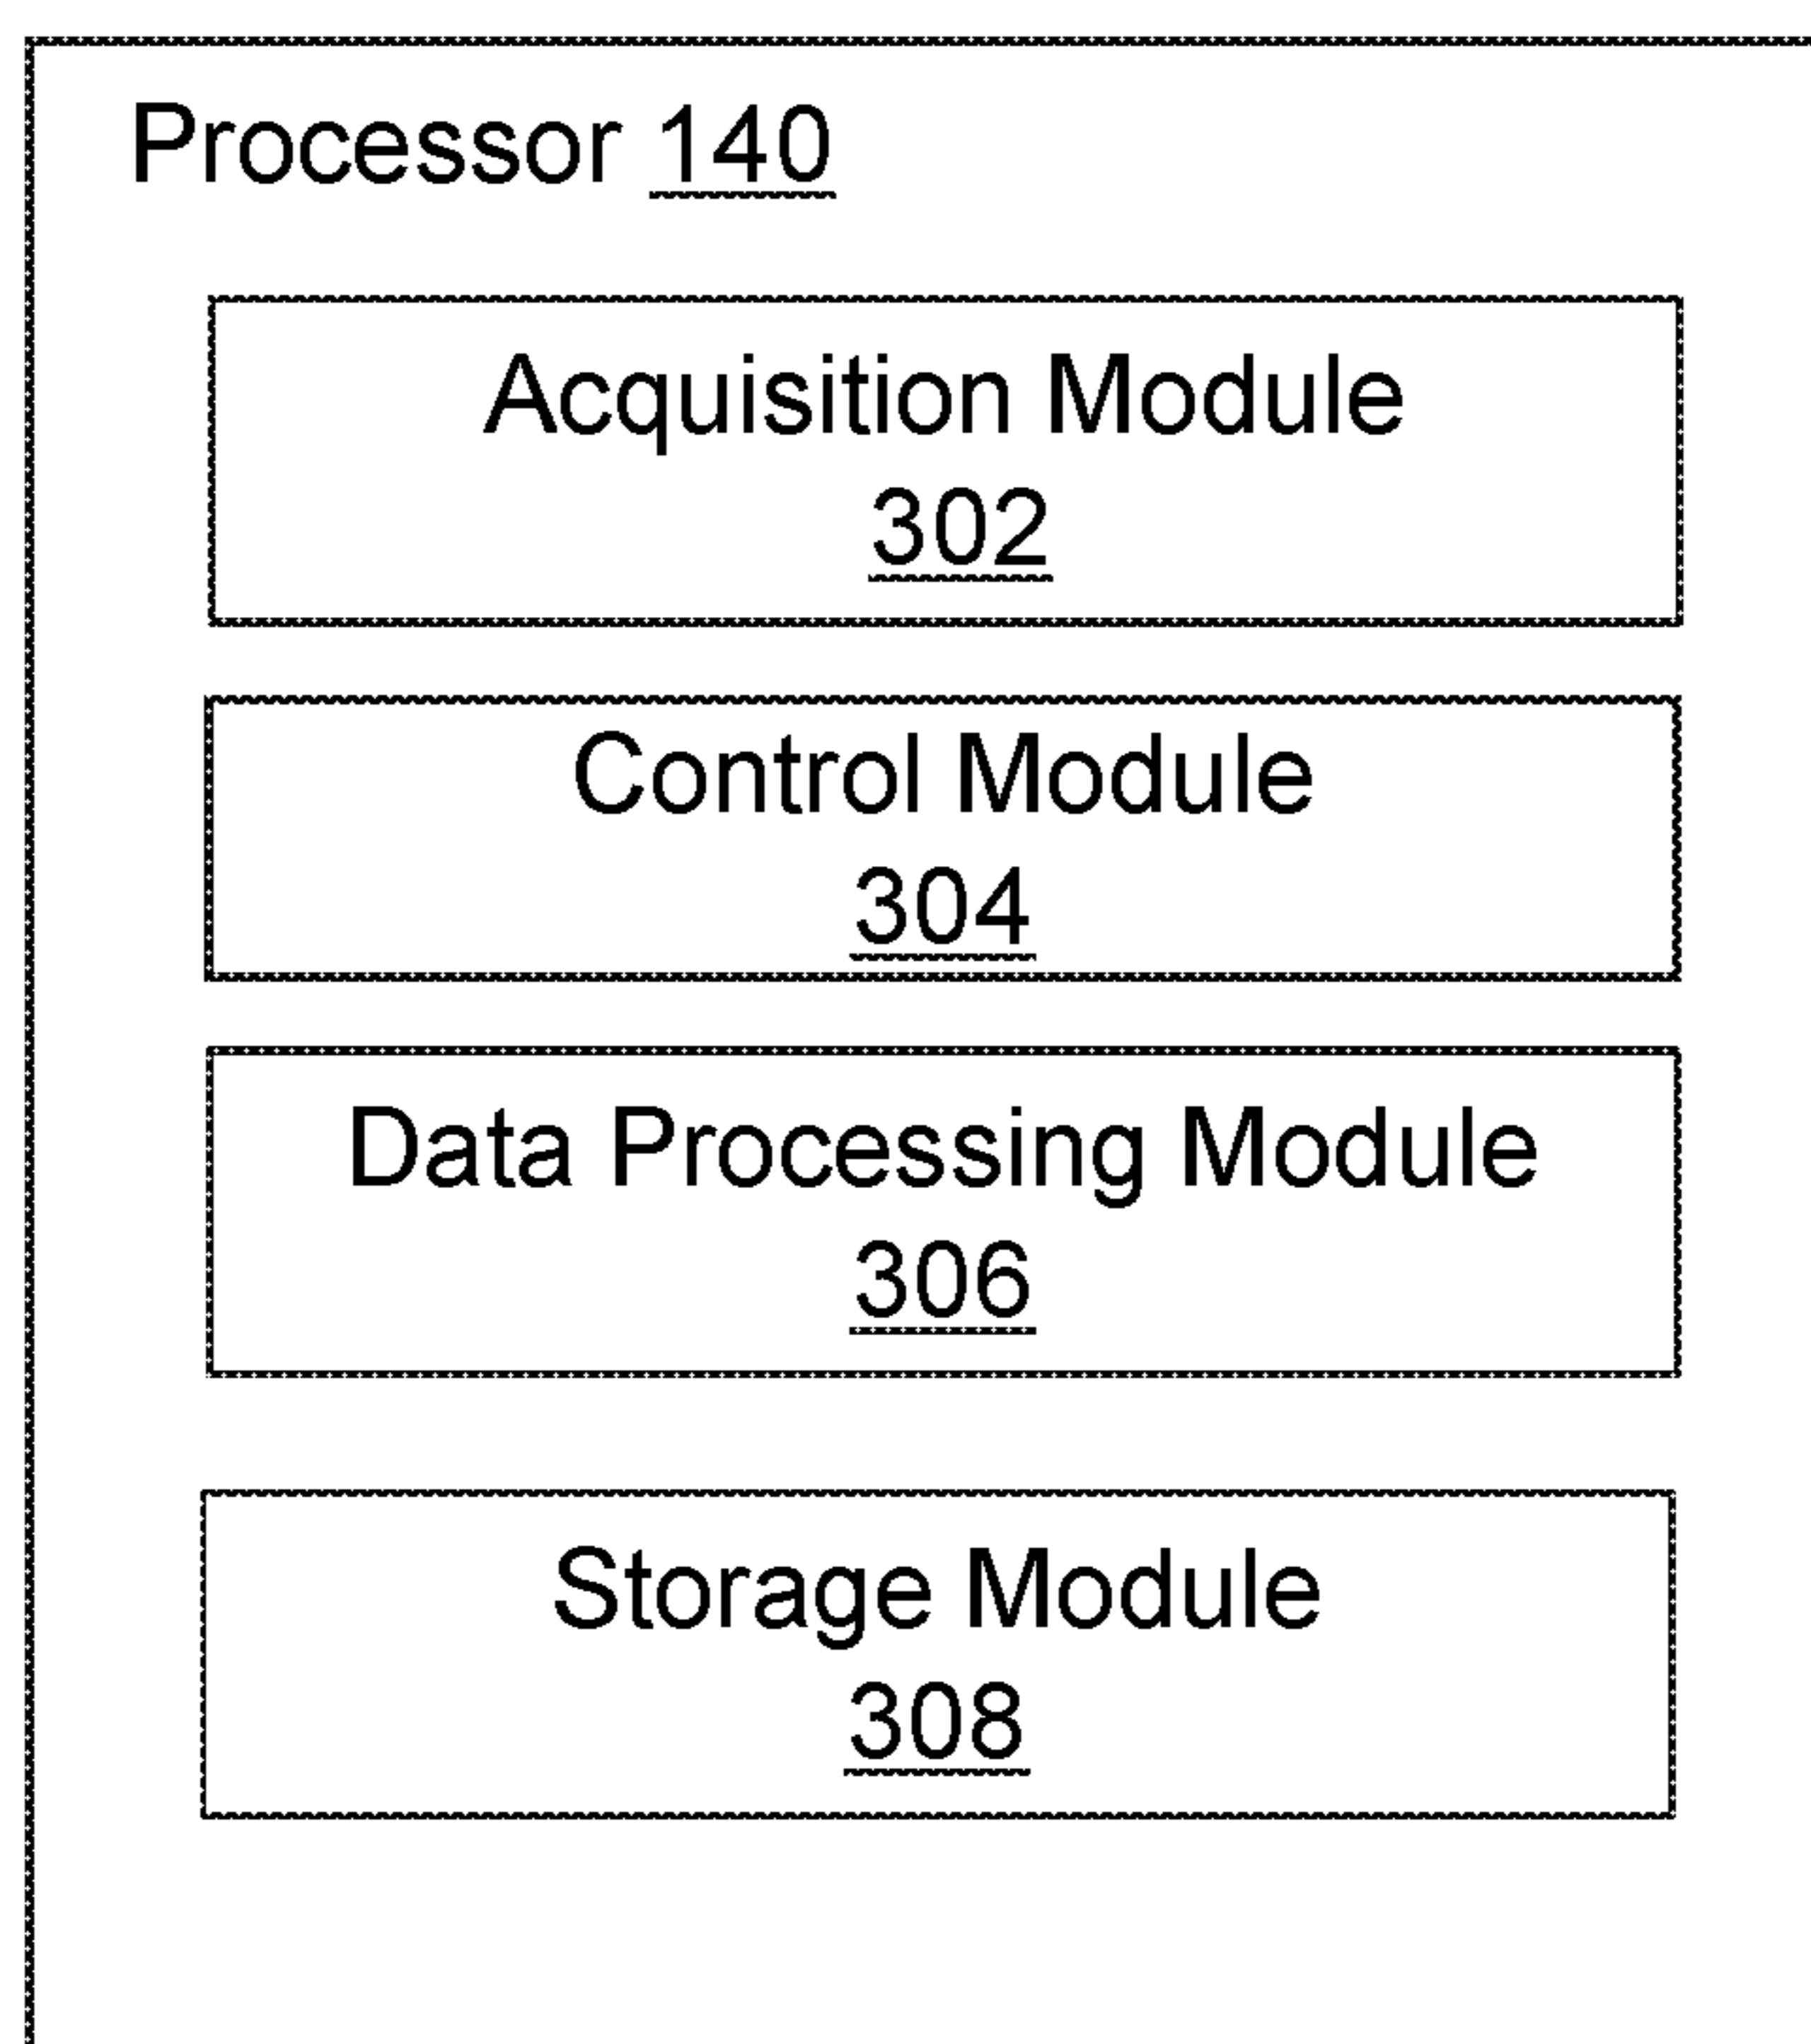 Processor 140
Acquisition Module
302
Control Module
304
Data Processing Module
306
Storage Module
308